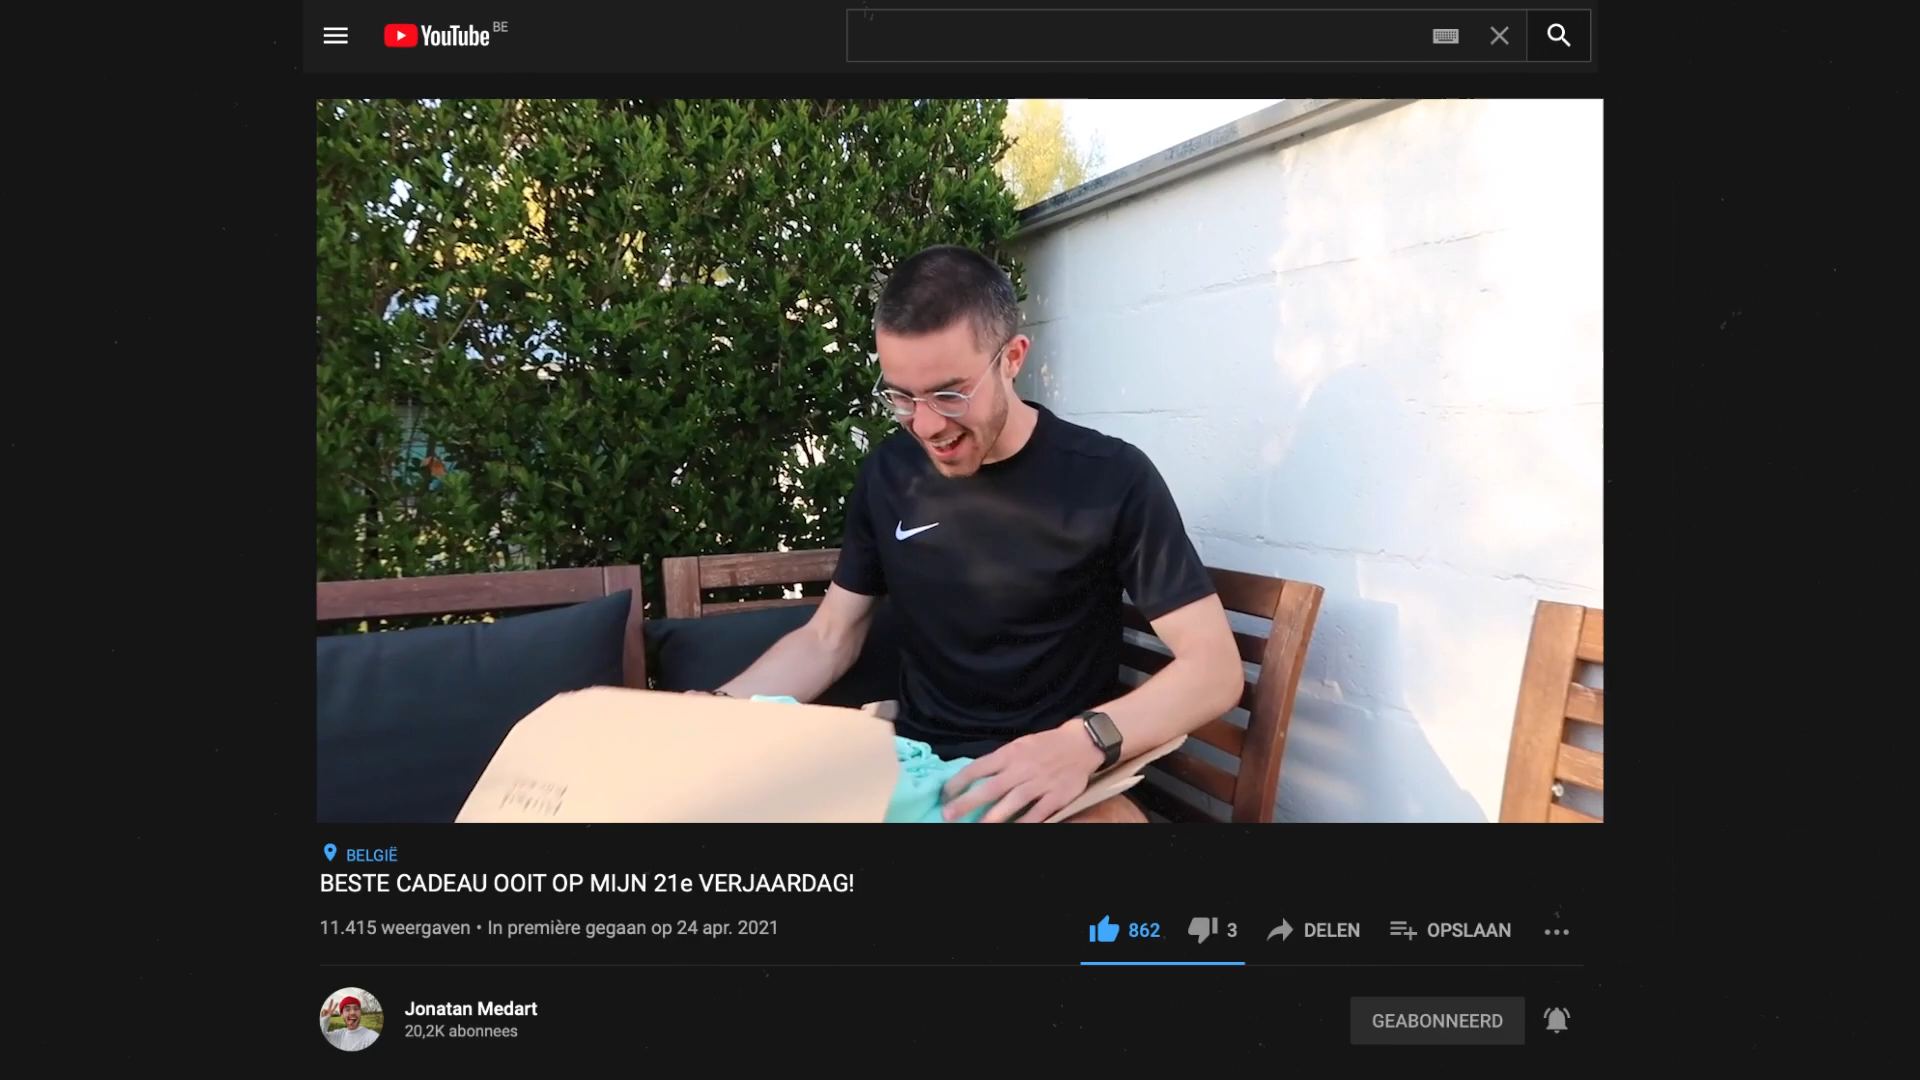 YouTube BE
BELGIË
BESTE CADEAU OOIT OP MIJN 21e VERJAARDAG!
11.415 weergaven • In première gegaan op 24 apr. 2021
862
3
DELEN
OPSLAAN
Jonatan Medart
20,2K abonnees
GEABONNEERD